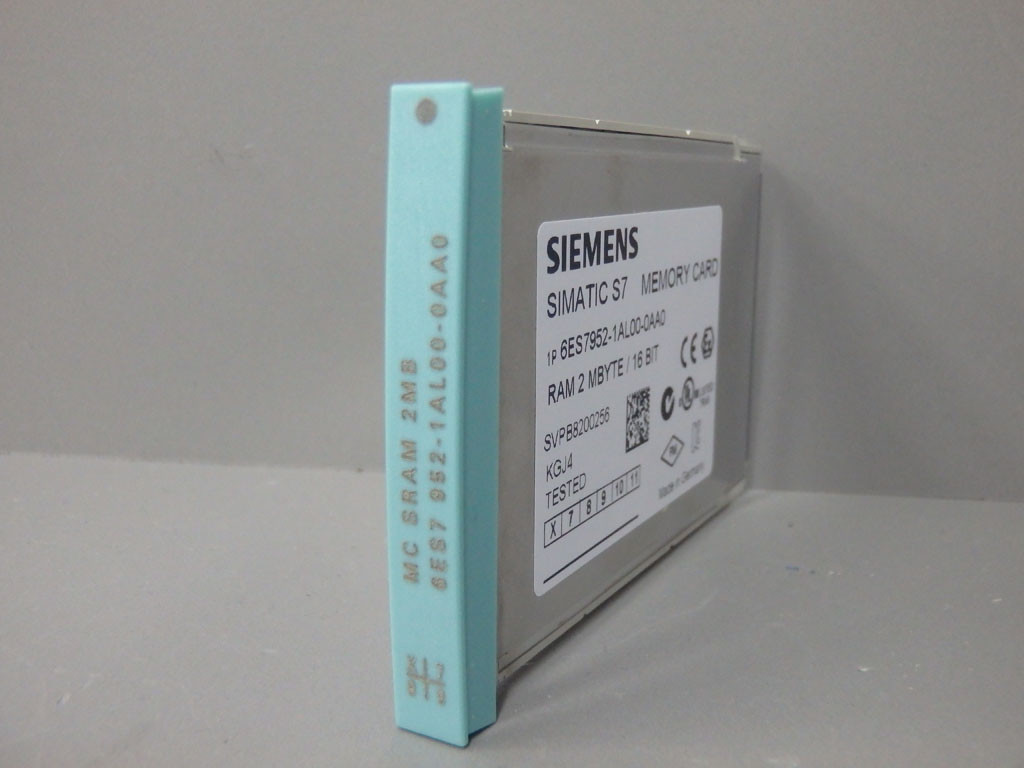 MC SRAM 2MB
6ES7 952-1AL00-0AA0
SIEMENS
SIMATIC S7 MEMORY CARD
1P 6ES7952-1AL00-0AA0
RAM 2 MBYTE / 16 BIT
SVPB8200256
KGJ4
TESTED
X 7 8 9 10 11
CE
Made in Germany